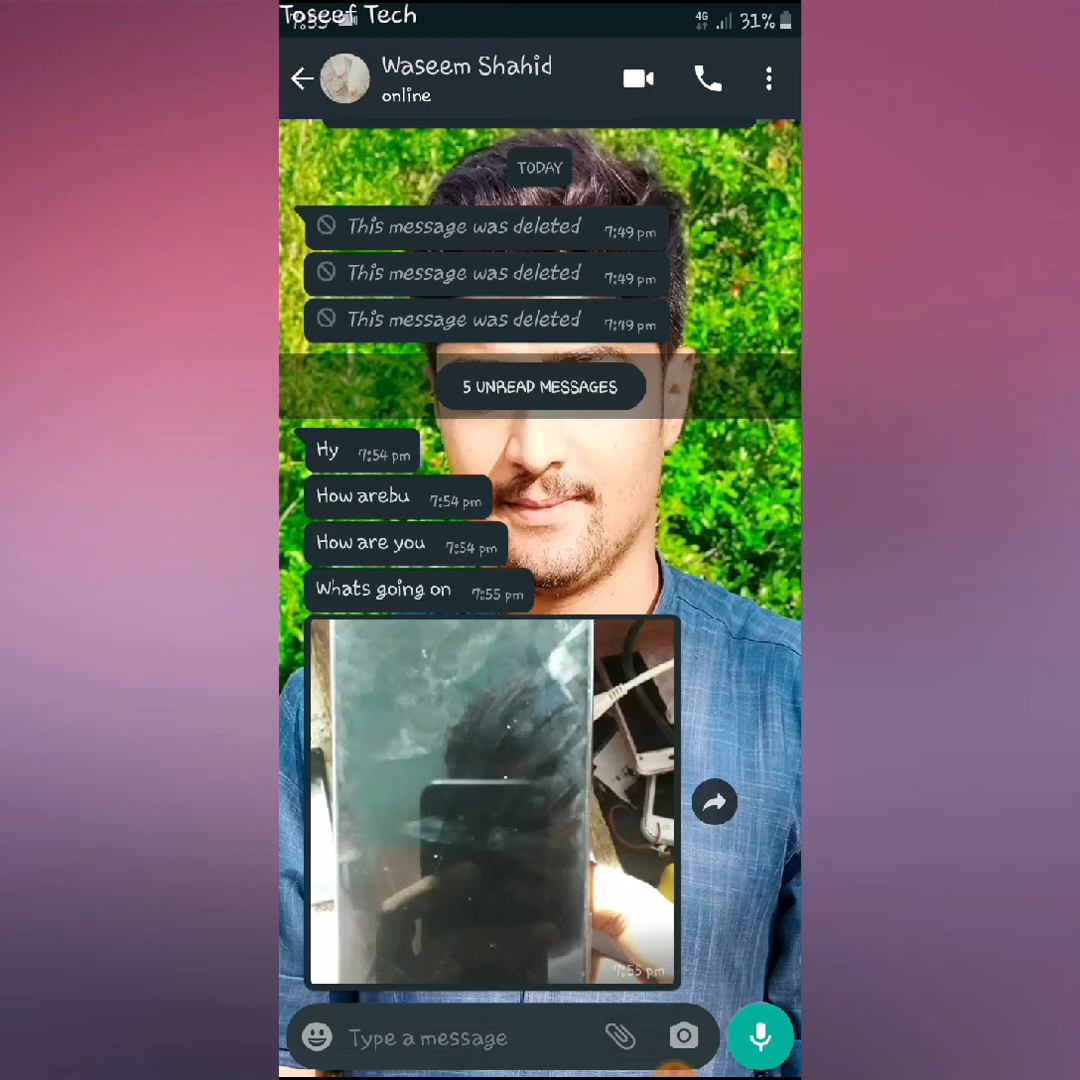 Toseef Tech
4G 31%
Waseem Shahid
online
TODAY
This message was deleted 7:49 pm
This message was deleted 7:49 pm
This message was deleted 7:49 pm
5 UNREAD MESSAGES
Hy 7:54 pm
How arebu 7:54 pm
How are you 7:54 pm
Whats going on 7:55 pm
7:55 pm
Type a message